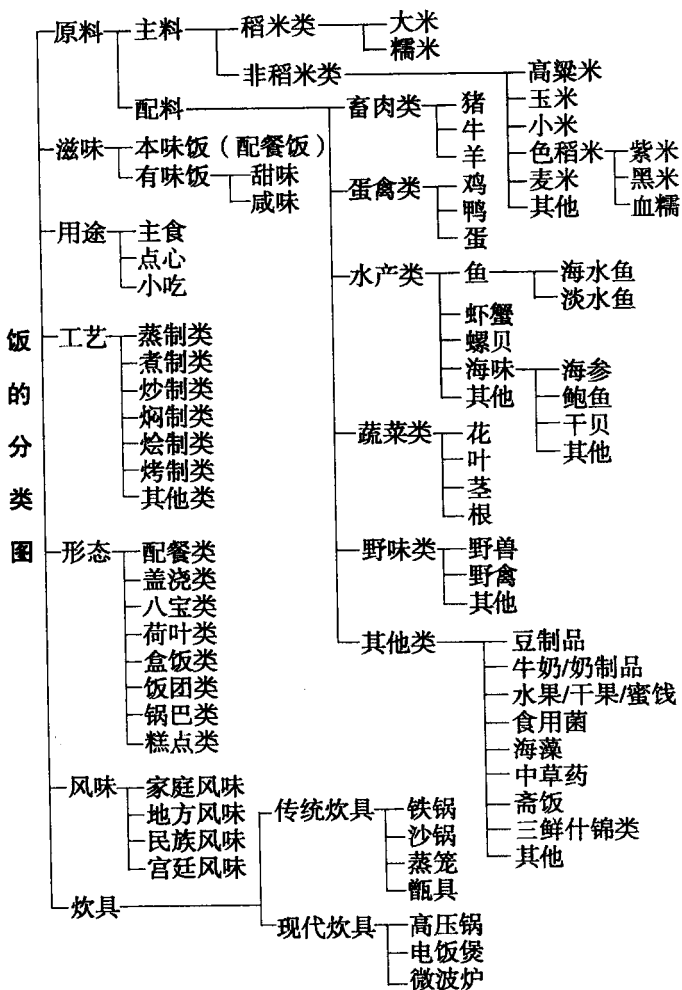 饭的分类图
原料
主料
稻米类
大米
糯米
非稻米类
高粱米
玉米
小米
色稻米
紫米
黑米
血糯
麦米
其他
配料
畜肉类
猪
牛
羊
蛋禽类
鸡
鸭
蛋
水产类
鱼
海水鱼
淡水鱼
虾蟹
螺贝
海味
海参
鲍鱼
干贝
其他
其他
蔬菜类
花
叶
茎
根
野味类
野兽
野禽
其他
其他类
豆制品
牛奶/奶制品
水果/干果/蜜饯
食用菌
海藻
中草药
斋饭
三鲜什锦类
其他
滋味
本味饭（配餐饭）
有味饭
甜味
咸味
用途
主食
点心
小吃
工艺
蒸制类
煮制类
炒制类
焖制类
烩制类
烤制类
其他类
形态
配餐类
盖浇类
八宝类
荷叶类
盒饭类
饭团类
锅巴类
糕点类
风味
家庭风味
地方风味
民族风味
宫廷风味
炊具
传统炊具
铁锅
沙锅
蒸笼
甑具
现代炊具
高压锅
电饭煲
微波炉